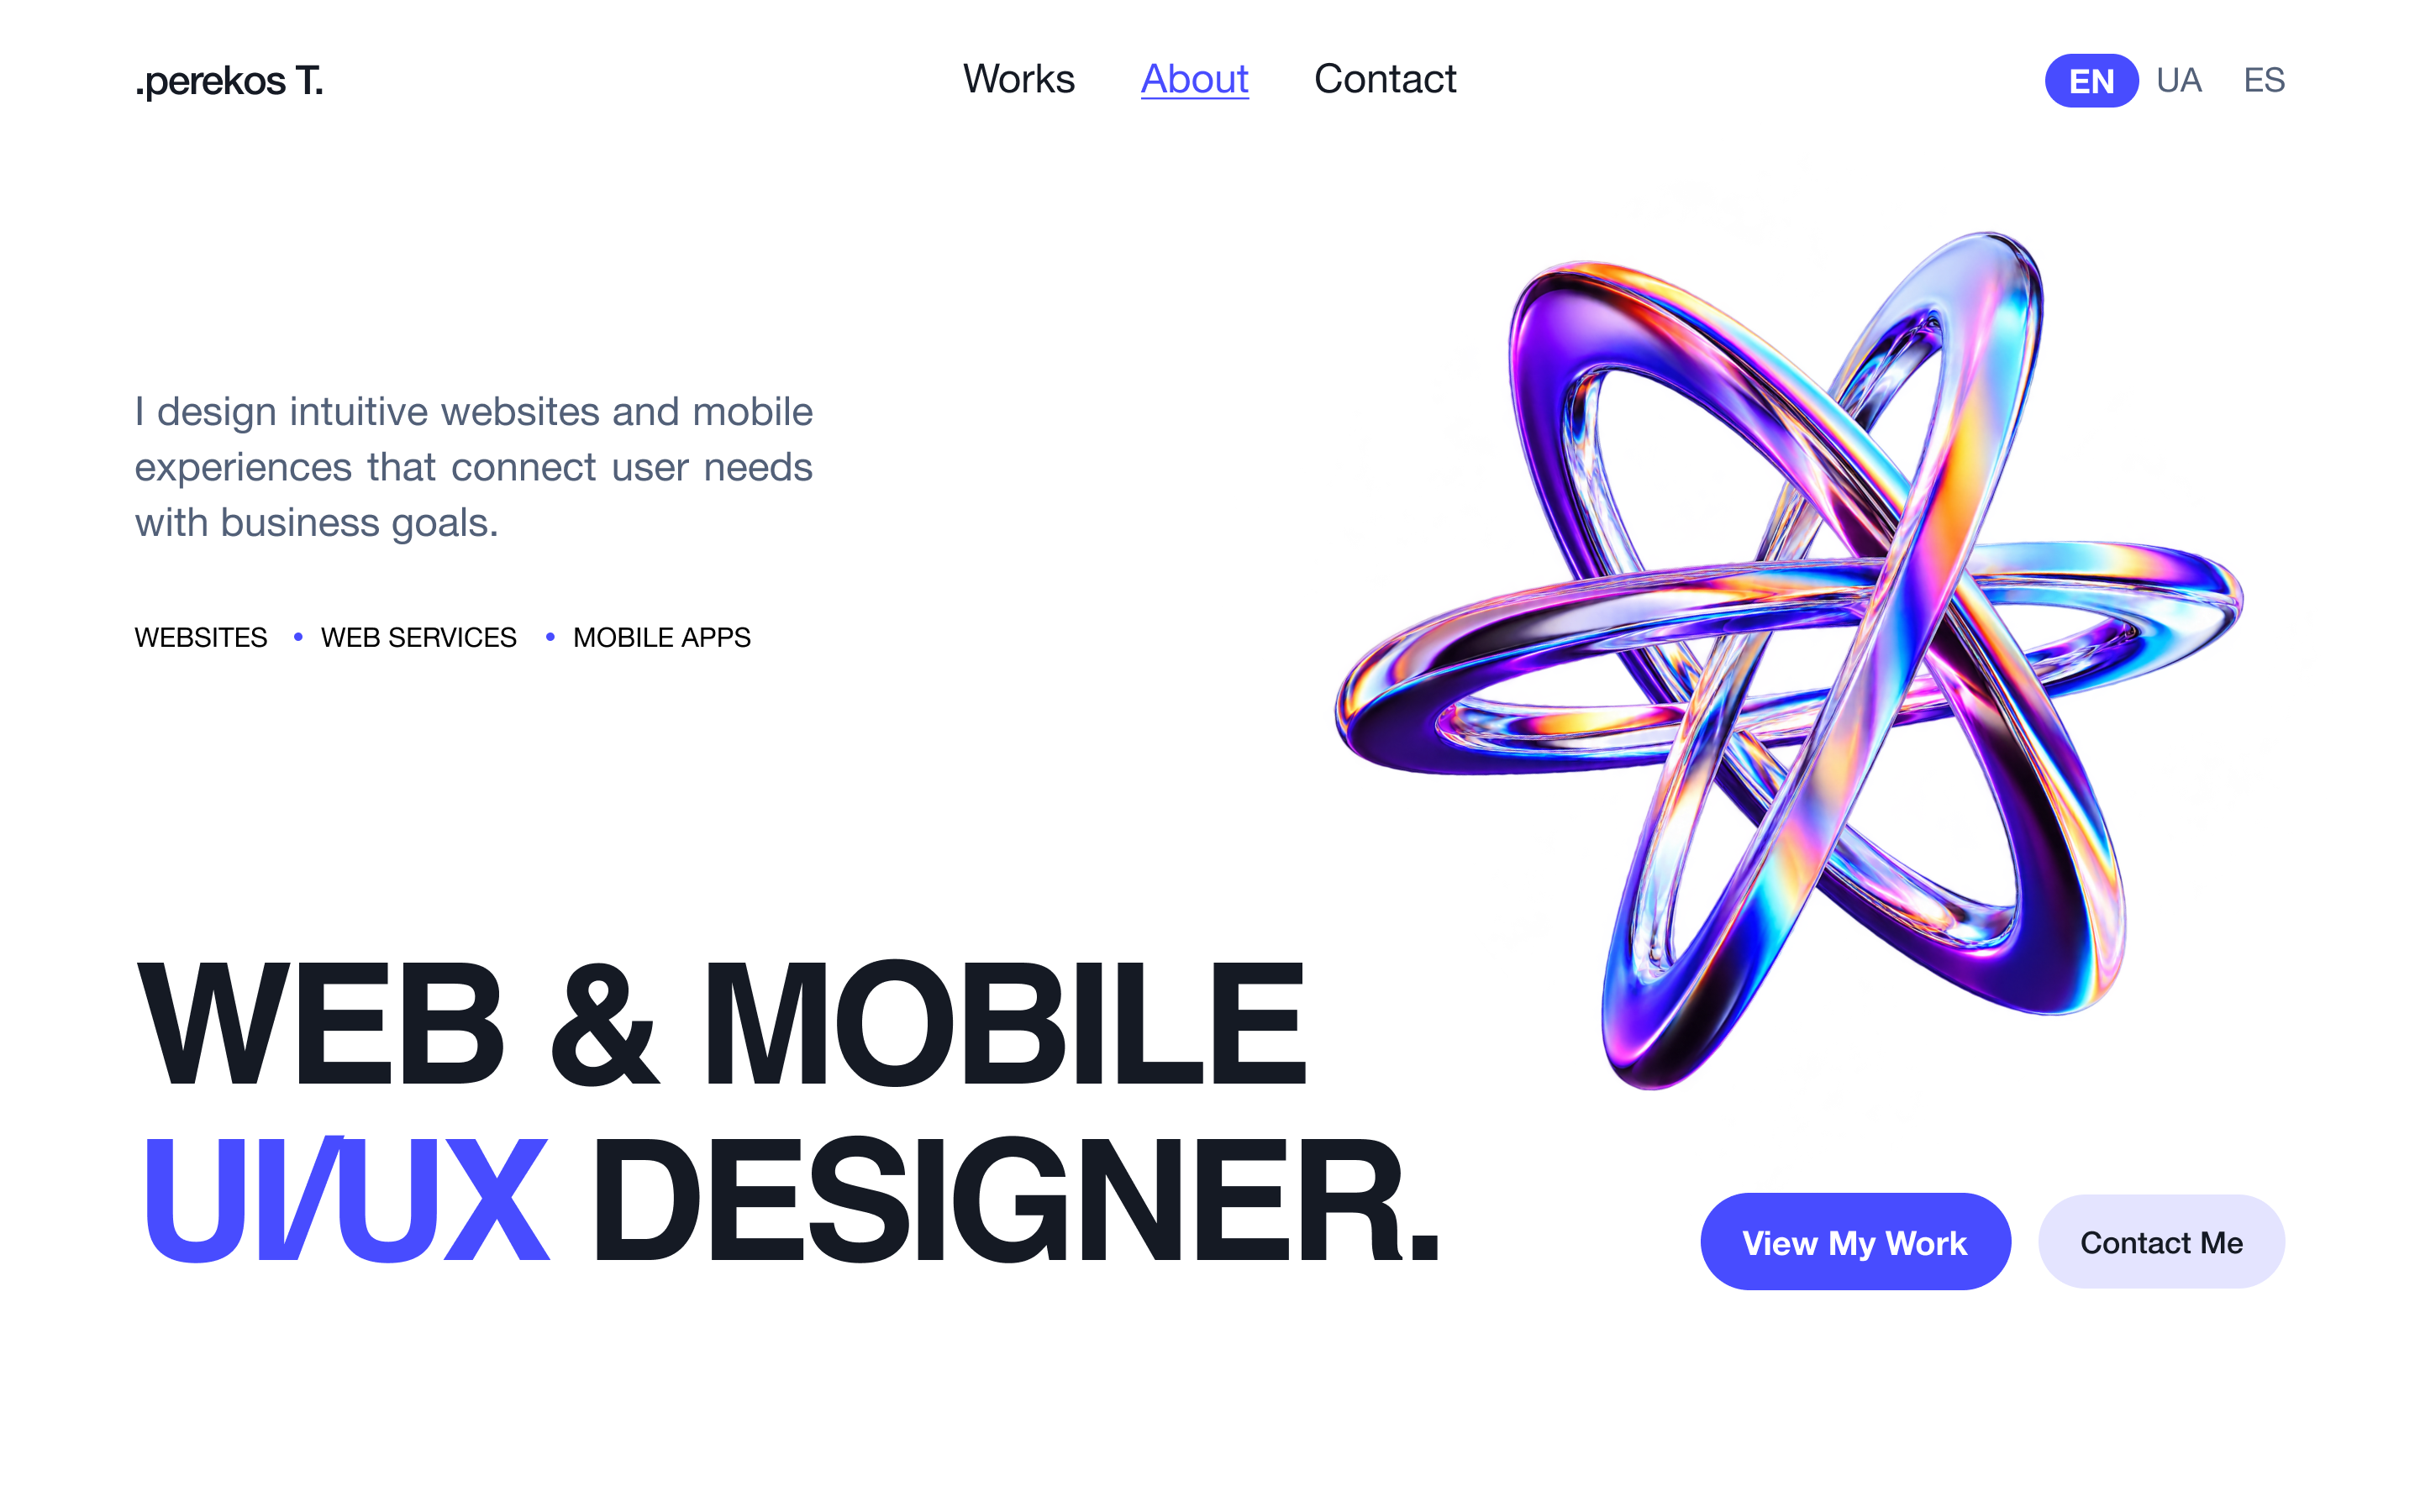 .perekos T.
Works About Contact
EN UA ES
I design intuitive websites and mobile
experiences that connect user needs
with business goals.
WEBSITES • WEB SERVICES • MOBILE APPS
WEB & MOBILE
UI/UX DESIGNER.
View My Work
Contact Me